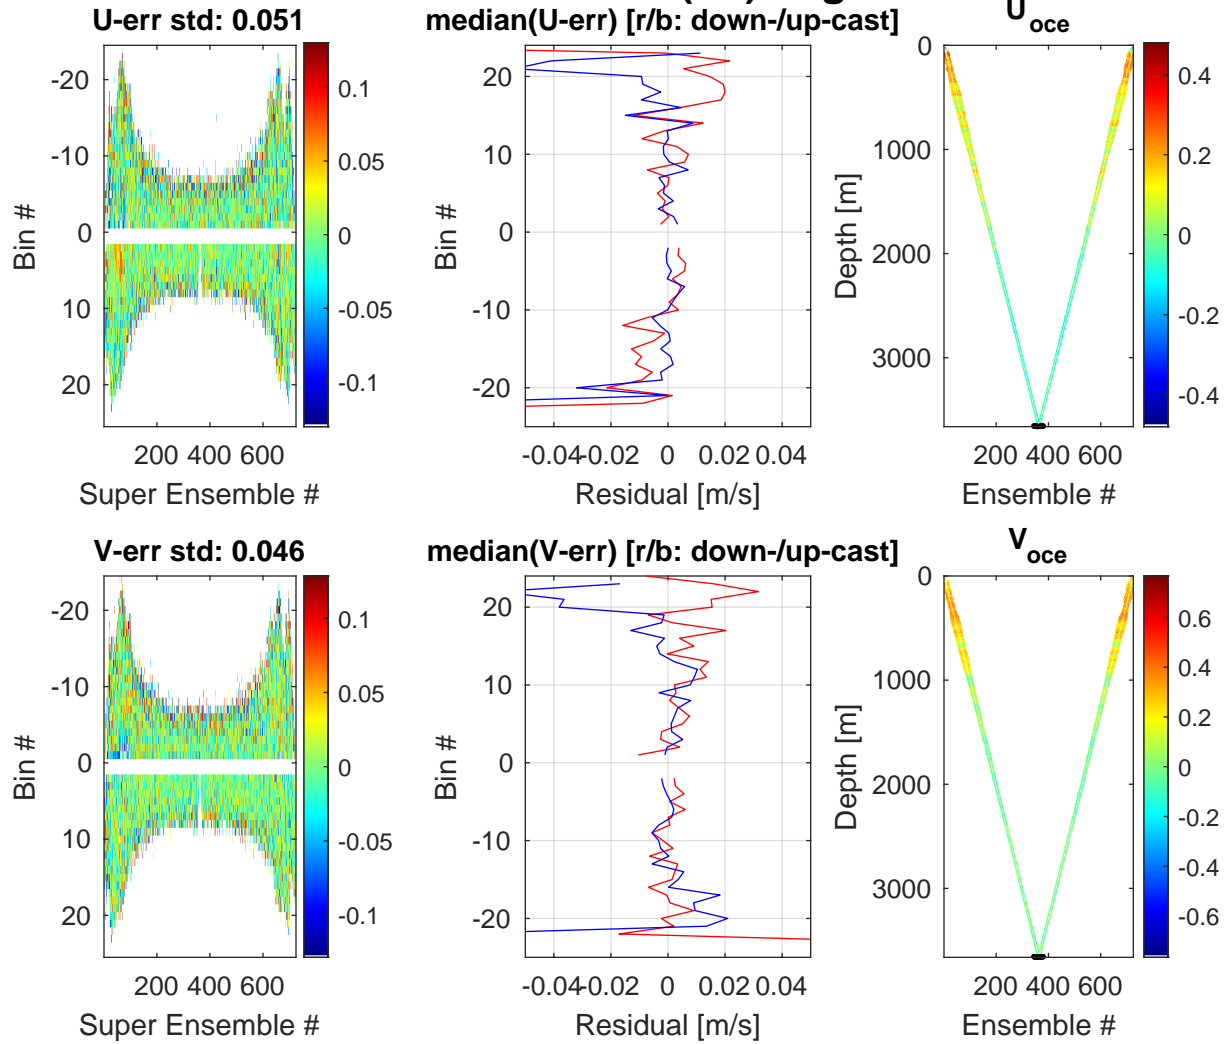 U-err std: 0.051
median(U-err) [r/b: down-/up-cast]
U_oce
-20
-10
0
10
20
Bin #
200 400 600
Super Ensemble #
0.1
0.05
0
-0.05
-0.1
20
10
0
-10
-20
Bin #
-0.04 -0.02 0 0.02 0.04
Residual [m/s]
0
1000
2000
3000
Depth [m]
200 400 600
Ensemble #
0.4
0.2
0
-0.2
-0.4
V-err std: 0.046
median(V-err) [r/b: down-/up-cast]
V_oce
-20
-10
0
10
20
Bin #
200 400 600
Super Ensemble #
0.1
0.05
0
-0.05
-0.1
20
10
0
-10
-20
Bin #
-0.04 -0.02 0 0.02 0.04
Residual [m/s]
0
1000
2000
3000
Depth [m]
200 400 600
Ensemble #
0.6
0.4
0.2
0
-0.2
-0.4
-0.6